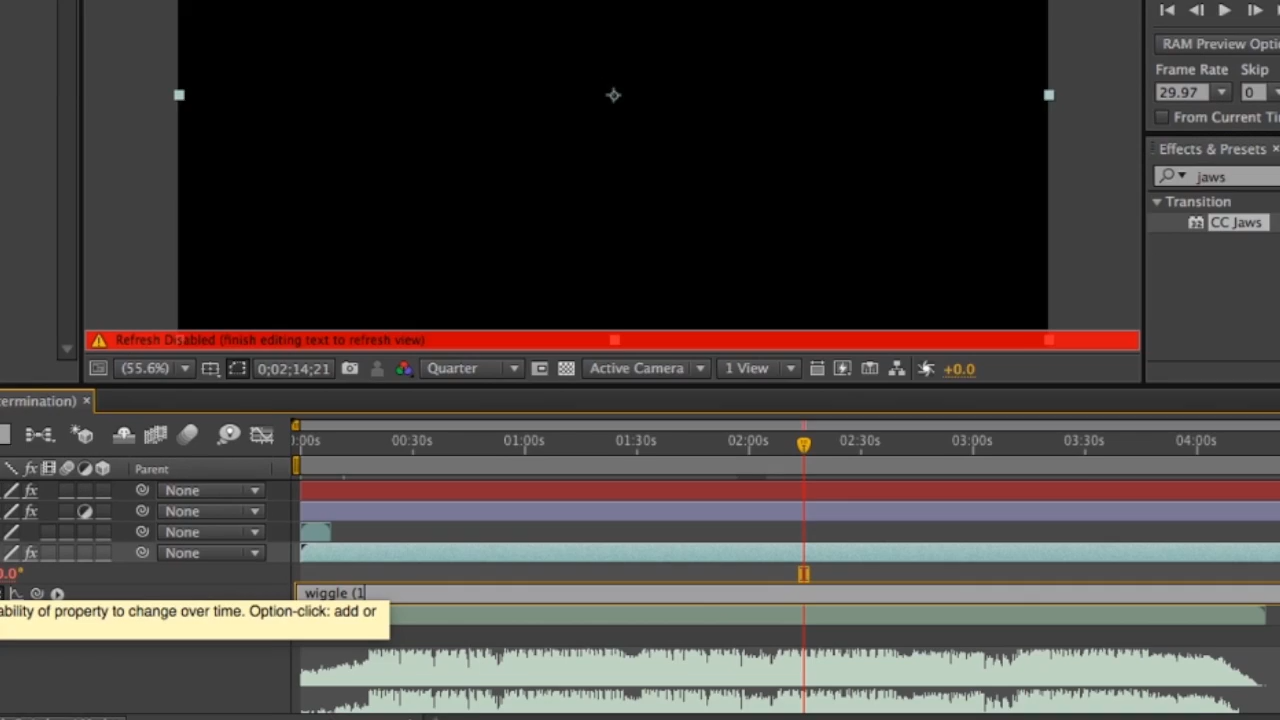 RAM Preview Opti
Frame Rate Skip
29.97 0
From Current Ti
Effects & Presets ×
jaws
Transition
CC Jaws
Refresh Disabled (finish editing text to refresh view)
(55.6%) 0;02;14;21 Quarter Active Camera 1 View +0.0
ermination) ×
):00s 00:30s 01:00s 01:30s 02:00s 02:30s 03:00s 03:30s 04:00s
fx Parent
fx None
fx None
None
fx None
0.0°
wiggle (1
ability of property to change over time. Option-click: add or